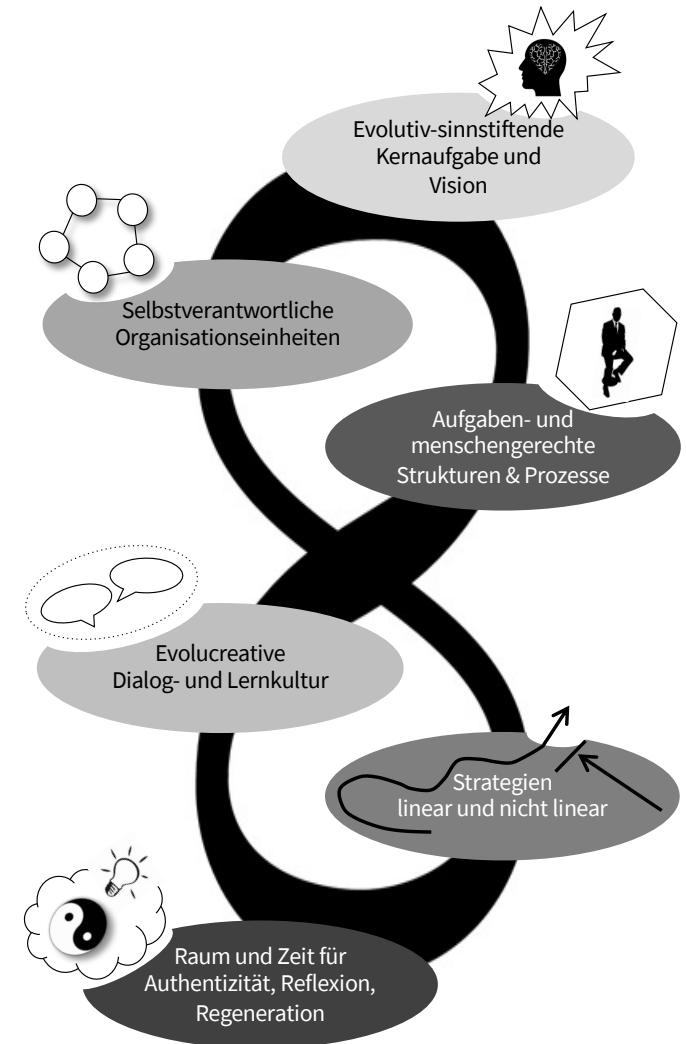 Evolutiv-sinnstiftende
Kernaufgabe und
Vision
Selbstverantwortliche
Organisationseinheiten
Aufgaben- und
menschengerechte
Strukturen & Prozesse
Evolucreative
Dialog- und Lernkultur
Strategien
linear und nicht linear
Raum und Zeit für
Authentizität, Reflexion,
Regeneration